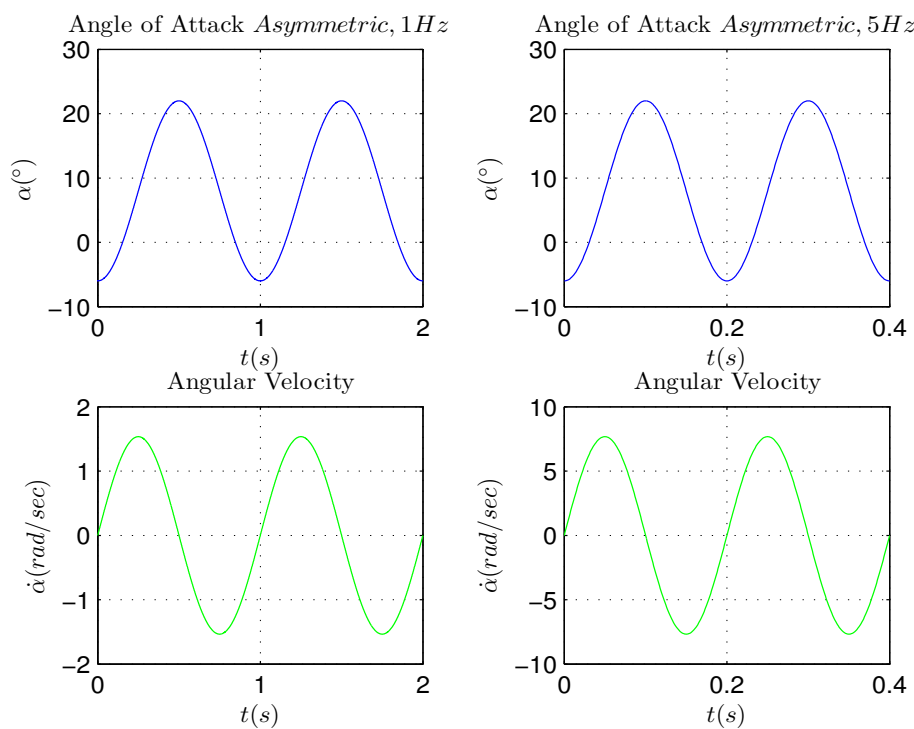 Angle of Attack Asymmetric, 1Hz
30
20
10
0
−10
α(°)
0 1 2
t(s)
Angle of Attack Asymmetric, 5Hz
30
20
10
0
−10
α(°)
0 0.2 0.4
t(s)
Angular Velocity
2
1
0
−1
−2
α̇(rad/sec)
0 1 2
t(s)
Angular Velocity
10
5
0
−5
−10
α̇(rad/sec)
0 0.2 0.4
t(s)